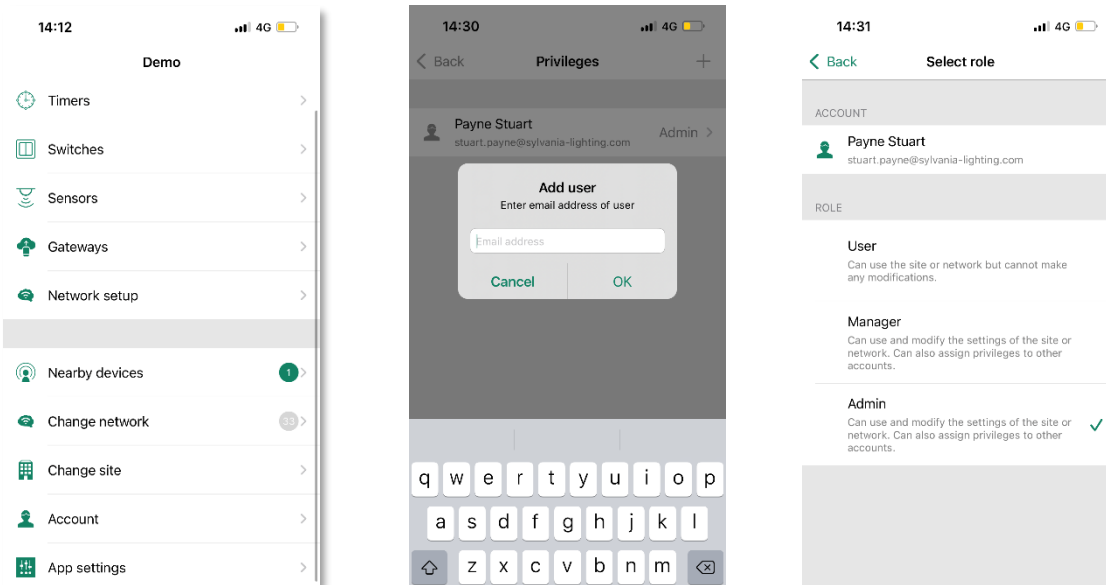 14:12
4G
Demo
Timers
Switches
Sensors
Gateways
Network setup
Nearby devices
1
Change network
33
Change site
Account
App settings
14:30
4G
Back
Privileges
+
Payne Stuart
Admin
stuart.payne@sylvania-lighting.com
Add user
Enter email address of user
Email address
Cancel
OK
q w e r t y u i o p
a s d f g h j k l
z x c v b n m
14:31
4G
Back
Select role
ACCOUNT
Payne Stuart
stuart.payne@sylvania-lighting.com
ROLE
User
Can use the site or network but cannot make
any modifications.
Manager
Can use and modify the settings of the site or
network. Can also assign privileges to other
accounts.
Admin
Can use and modify the settings of the site or
network. Can also assign privileges to other
accounts.